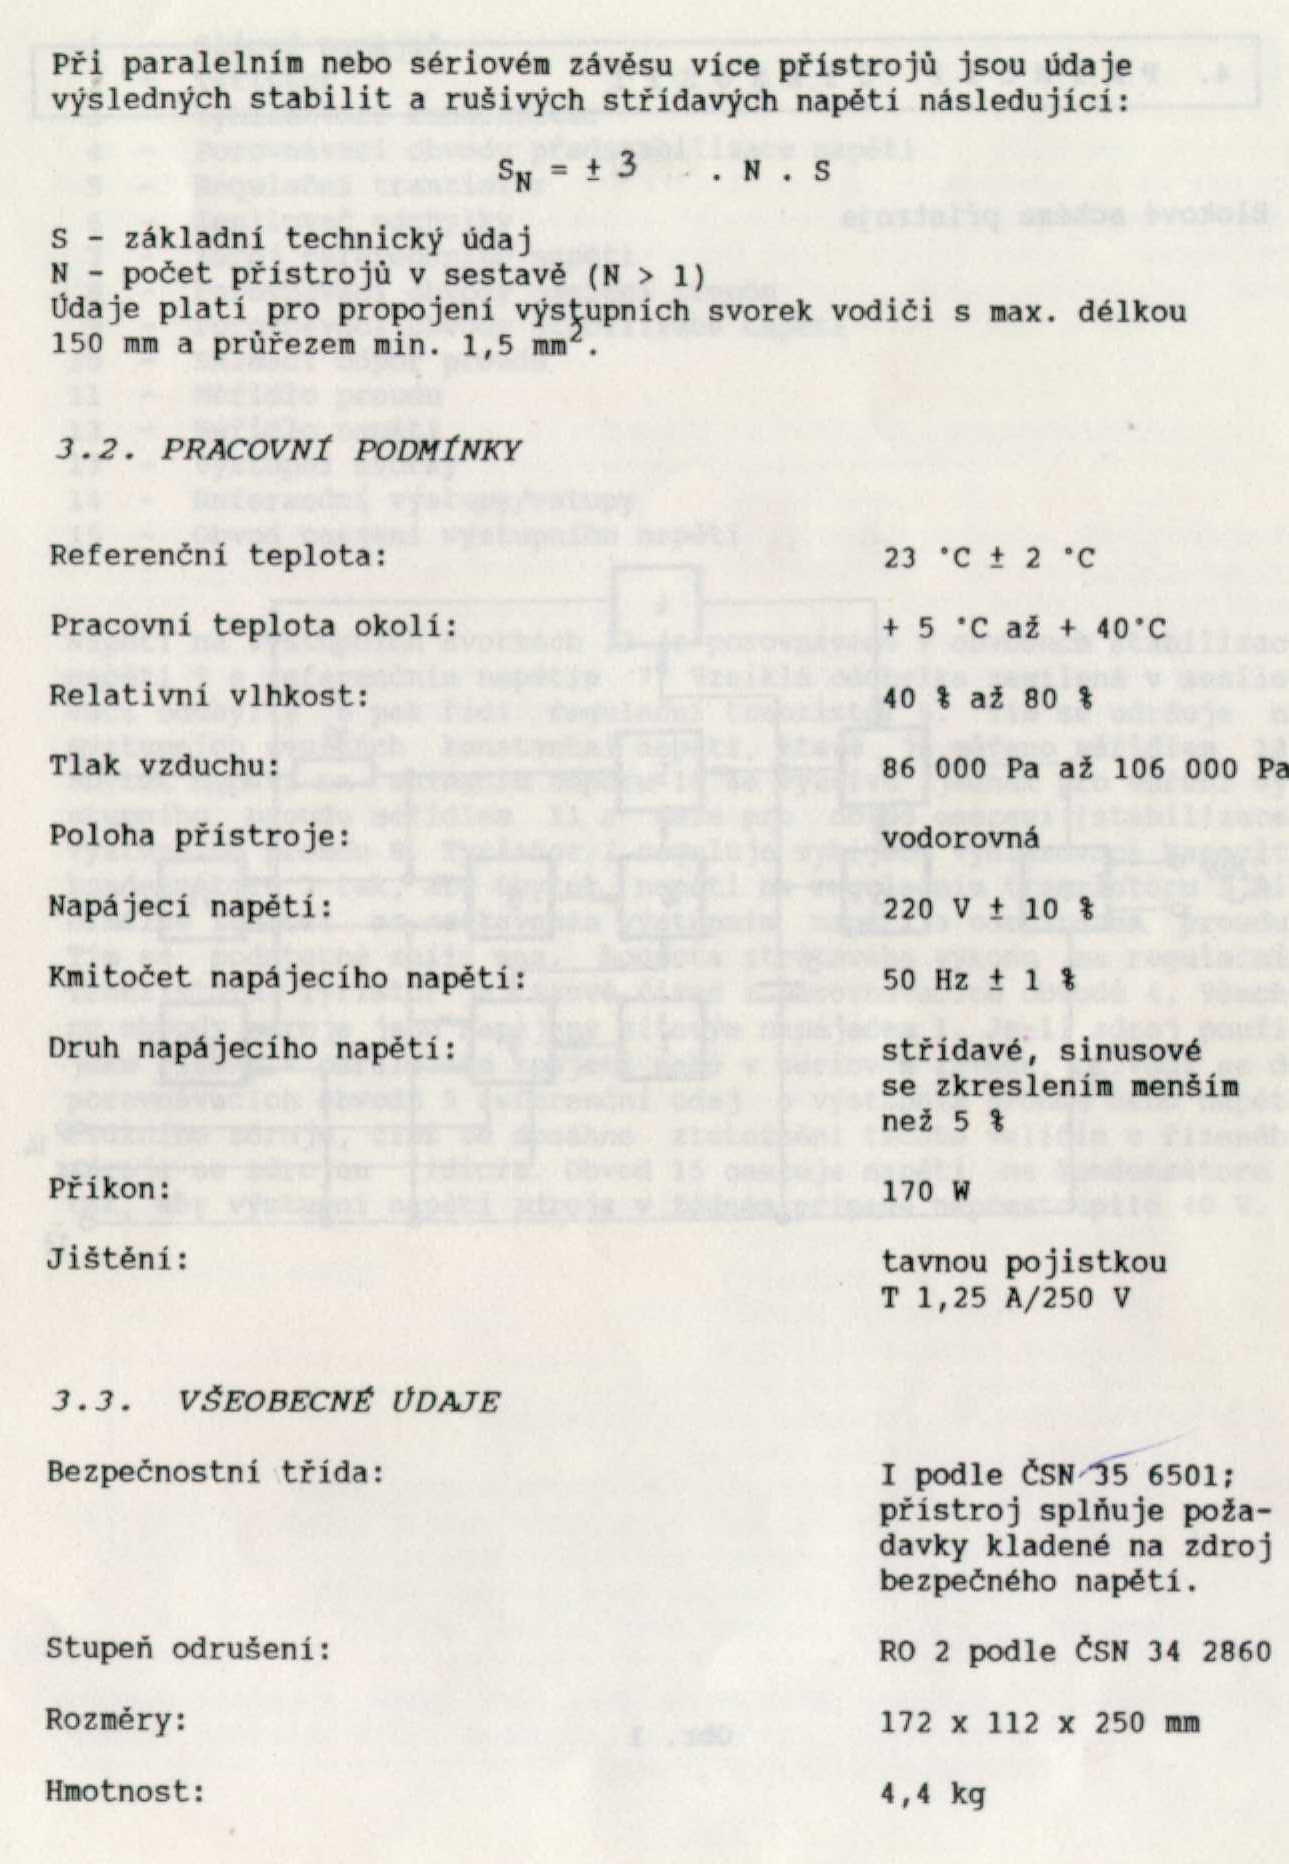 Při paralelním nebo sériovém závěsu více přístrojů jsou údaje
výsledných stabilit a rušivých střídavých napětí následující:
S_N = ± 3 . N . S
S - základní technický údaj
N - počet přístrojů v sestavě (N > 1)
Údaje platí pro propojení výstupních svorek vodiči s max. délkou
150 mm a průřezem min. 1,5 mm².
3.2. PRACOVNÍ PODMÍNKY
Referenční teplota: 23 °C ± 2 °C
Pracovní teplota okolí: + 5 °C až + 40°C
Relativní vlhkost: 40 % až 80 %
Tlak vzduchu: 86 000 Pa až 106 000 Pa
Poloha přístroje: vodorovná
Napájecí napětí: 220 V ± 10 %
Kmitočet napájecího napětí: 50 Hz ± 1 %
Druh napájecího napětí: střídavé, sinusové
se zkreslením menším
než 5 %
Příkon: 170 W
Jištění: tavnou pojistkou
T 1,25 A/250 V
3.3. VŠEOBECNÉ ÚDAJE
Bezpečnostní třída: I podle ČSN 35 6501;
přístroj splňuje poža-
davky kladené na zdroj
bezpečného napětí.
Stupeň odrušení: RO 2 podle ČSN 34 2860
Rozměry: 172 x 112 x 250 mm
Hmotnost: 4,4 kg